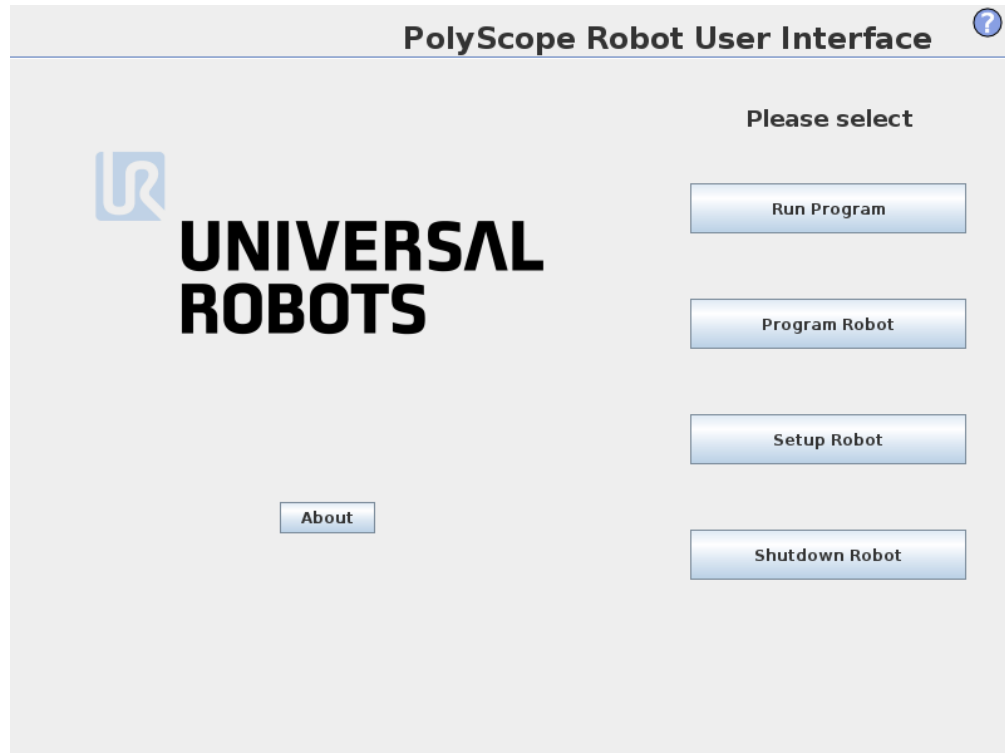 PolyScope Robot User Interface
?
Please select
UR
UNIVERSAL
ROBOTS
Run Program
Program Robot
Setup Robot
About
Shutdown Robot